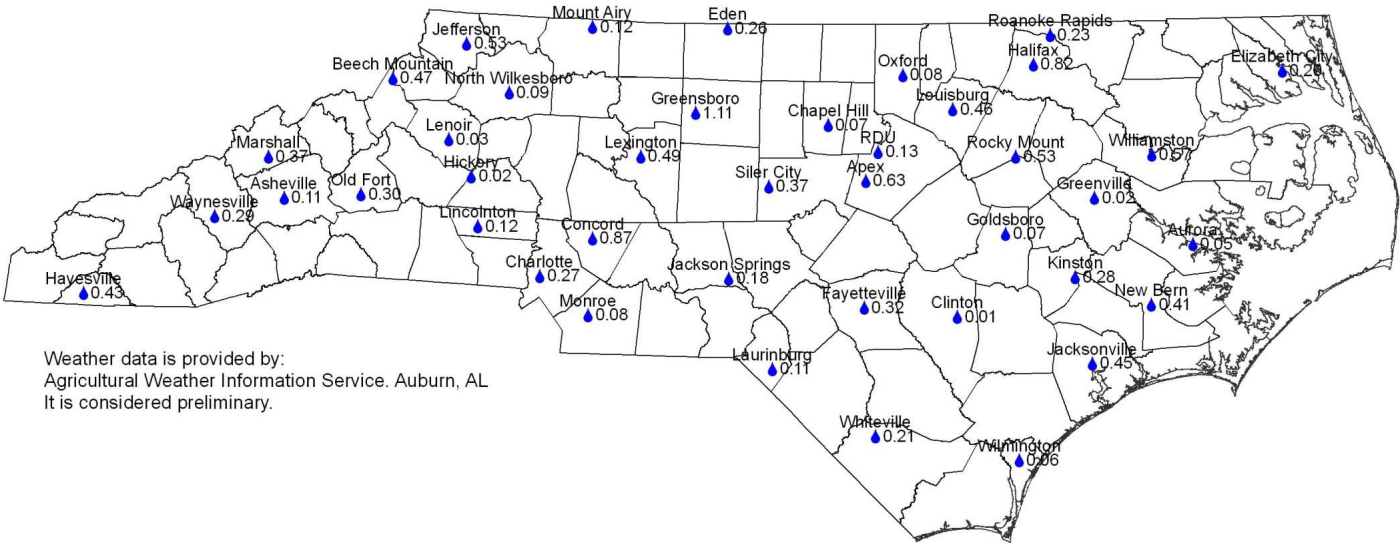 Mount Airy
0.12
Eden
0.26
Roanoke Rapids
0.23
Jefferson
0.53
Halifax
0.82
Elizabeth City
Beech Mountain
0.47
North Wilkesboro
0.09
Oxford
0.08
Louisburg
0.46
Greensboro
1.11
Chapel Hill
0.07
Lenoir
0.03
RDU
0.13
Marshall
0.37
Lexington
0.49
Rocky Mount
0.53
Williamston
0.57
Hickory
0.02
Siler City
0.37
Apex
0.63
Asheville
0.11
Old Fort
0.30
Greenville
0.02
Waynesville
0.29
Lincolnton
0.12
Concord
0.87
Goldsboro
0.07
Aurora
0.05
Charlotte
0.27
Jackson Springs
0.18
Kinston
0.28
Hayesville
0.43
Monroe
0.08
Fayetteville
0.32
Clinton
0.01
New Bern
0.41
Laurinburg
0.11
Jacksonville
0.45
Weather data is provided by:
Agricultural Weather Information Service. Auburn, AL
It is considered preliminary.
Whiteville
0.21
Wilmington
0.06